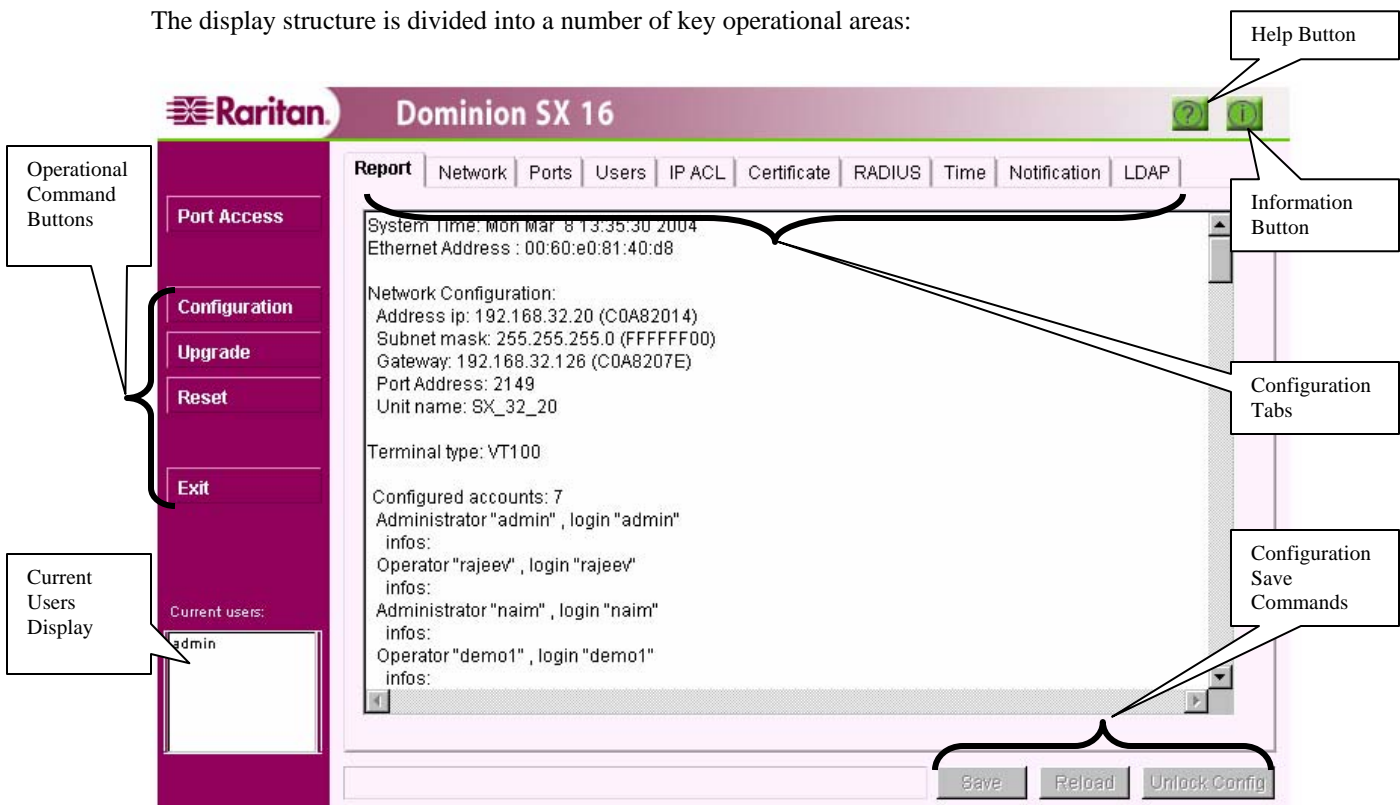 The display structure is divided into a number of key operational areas:
Help Button
Raritan.
Dominion SX 16
?
i
Operational
Command
Buttons
Report
Network
Ports
Users
IP ACL
Certificate
RADIUS
Time
Notification
LDAP
Information
Button
Port Access
Configuration
Upgrade
Reset
Exit
System Time: Mon Mar 8 13:35:30 2004
Ethernet Address : 00:60:e0:81:40:d8
Network Configuration:
Address ip: 192.168.32.20 (C0A82014)
Subnet mask: 255.255.255.0 (FFFFFF00)
Gateway: 192.168.32.126 (C0A8207E)
Port Address: 2149
Unit name: SX_32_20
Terminal type: VT100
Configured accounts: 7
Administrator "admin" , login "admin"
infos:
Operator "rajeev" , login "rajeev"
infos:
Administrator "naim" , login "naim"
infos:
Operator "demo1" , login "demo1"
infos:
Configuration
Tabs
Current
Users
Display
Current users:
admin
Configuration
Save
Commands
Save
Reload
Unlock Config